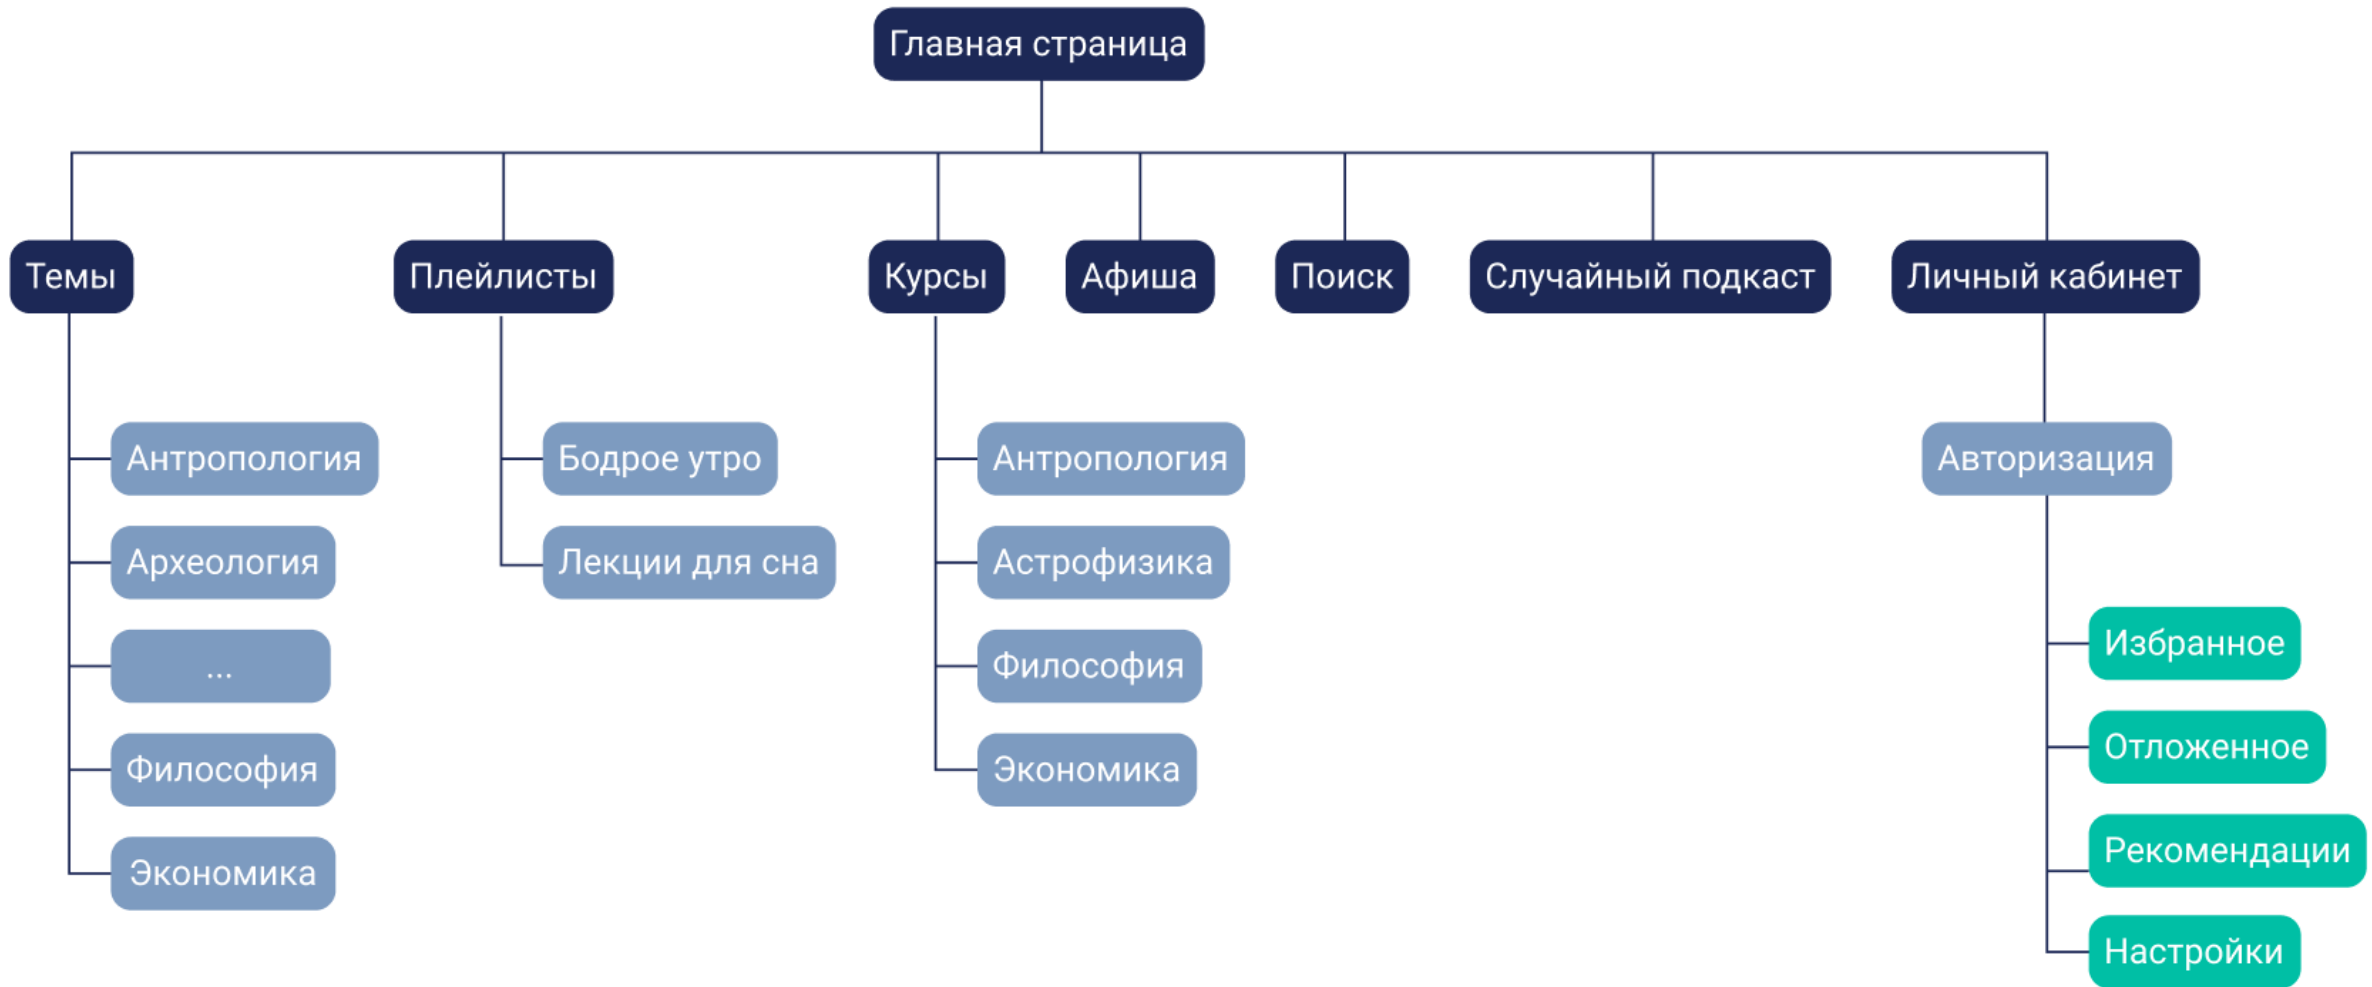 Главная страница
Темы
Плейлисты
Курсы
Афиша
Поиск
Случайный подкаст
Личный кабинет
Антропология
Археология
...
Философия
Экономика
Бодрое утро
Лекции для сна
Антропология
Астрофизика
Философия
Экономика
Авторизация
Избранное
Отложенное
Рекомендации
Настройки